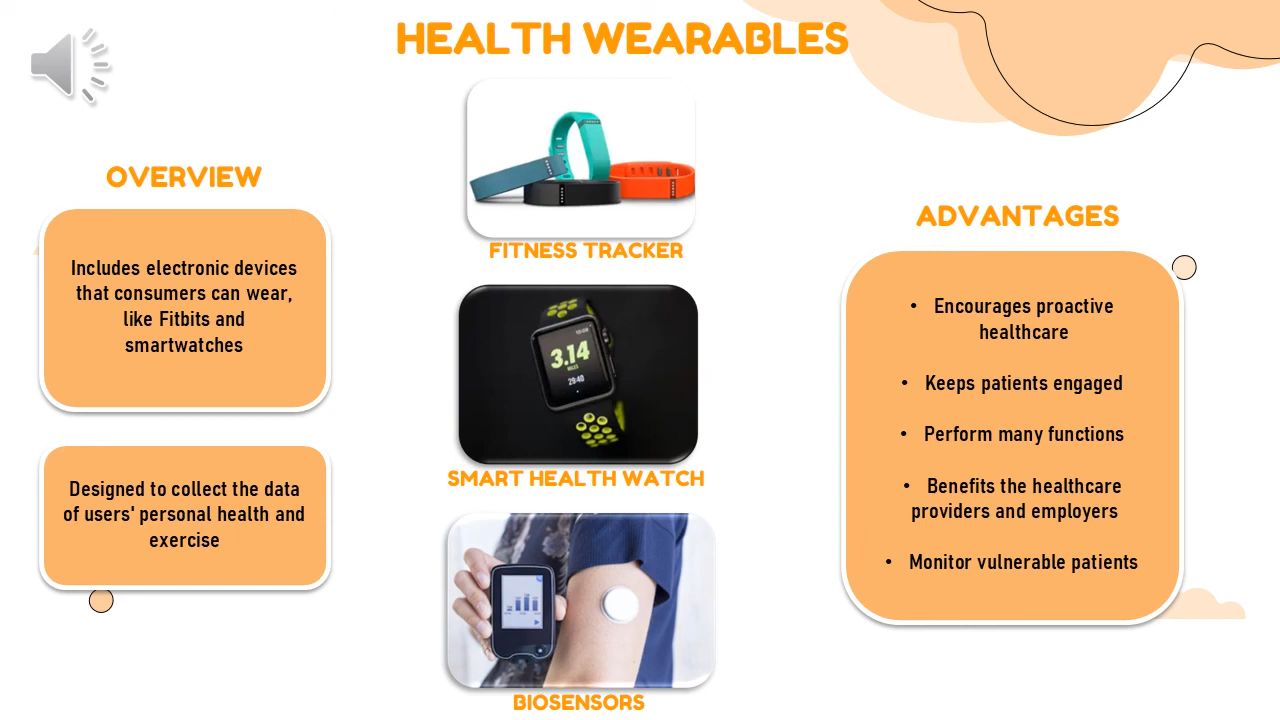 HEALTH WEARABLES
OVERVIEW
Includes electronic devices
that consumers can wear,
like Fitbits and
smartwatches
Designed to collect the data
of users' personal health and
exercise
FITNESS TRACKER
3.14
MILES
29:40
SMART HEALTH WATCH
BIOSENSORS
ADVANTAGES
• Encourages proactive
healthcare
• Keeps patients engaged
• Perform many functions
• Benefits the healthcare
providers and employers
• Monitor vulnerable patients